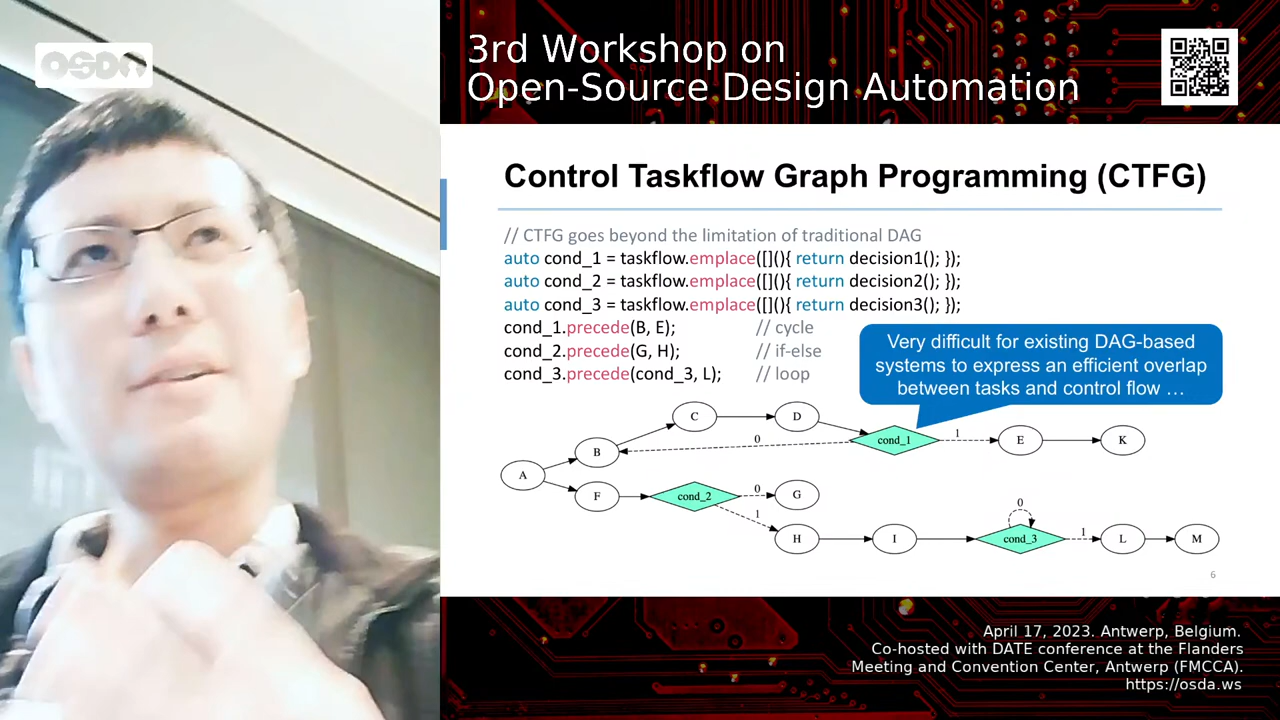 OSDA
3rd Workshop on
Open-Source Design Automation
Control Taskflow Graph Programming (CTFG)
// CTFG goes beyond the limitation of traditional DAG
auto cond_1 = taskflow.emplace([](){ return decision1(); });
auto cond_2 = taskflow.emplace([](){ return decision2(); });
auto cond_3 = taskflow.emplace([](){ return decision3(); });
cond_1.precede(B, E); // cycle
cond_2.precede(G, H); // if-else
cond_3.precede(cond_3, L); // loop
Very difficult for existing DAG-based
systems to express an efficient overlap
between tasks and control flow …
C D
B 0 cond_1 1 E K
A
F cond_2 0 G
1 0
H I cond_3 1 L M
6
April 17, 2023. Antwerp, Belgium.
Co-hosted with DATE conference at the Flanders
Meeting and Convention Center, Antwerp (FMCCA).
https://osda.ws